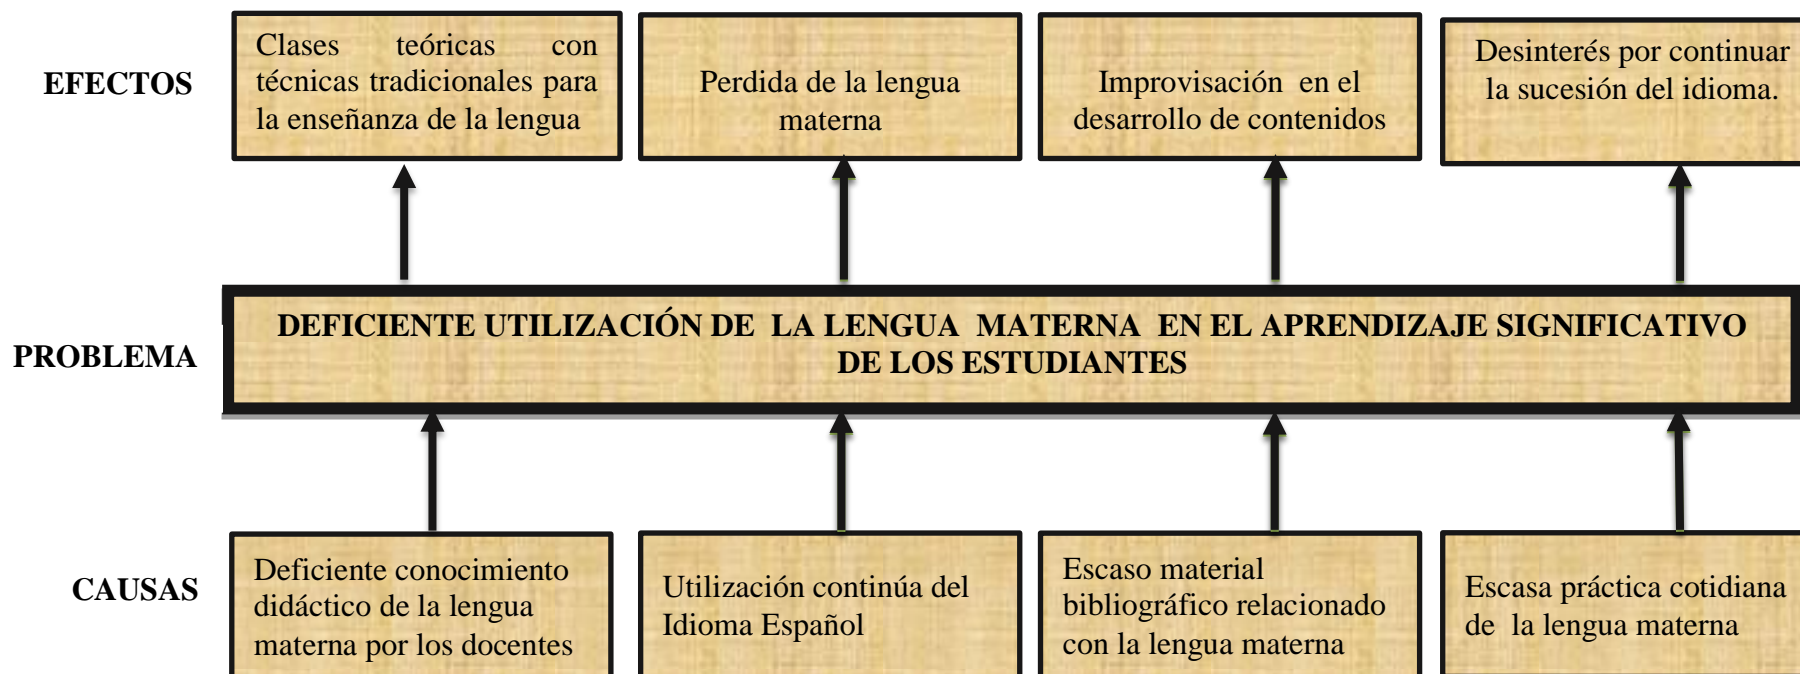 EFECTOS
Clases teóricas con
técnicas tradicionales para
la enseñanza de la lengua
Perdida de la lengua
materna
Improvisación en el
desarrollo de contenidos
Desinterés por continuar
la sucesión del idioma.
PROBLEMA
DEFICIENTE UTILIZACIÓN DE LA LENGUA MATERNA EN EL APRENDIZAJE SIGNIFICATIVO
DE LOS ESTUDIANTES
CAUSAS
Deficiente conocimiento
didáctico de la lengua
materna por los docentes
Utilización continúa del
Idioma Español
Escaso material
bibliográfico relacionado
con la lengua materna
Escasa práctica cotidiana
de la lengua materna